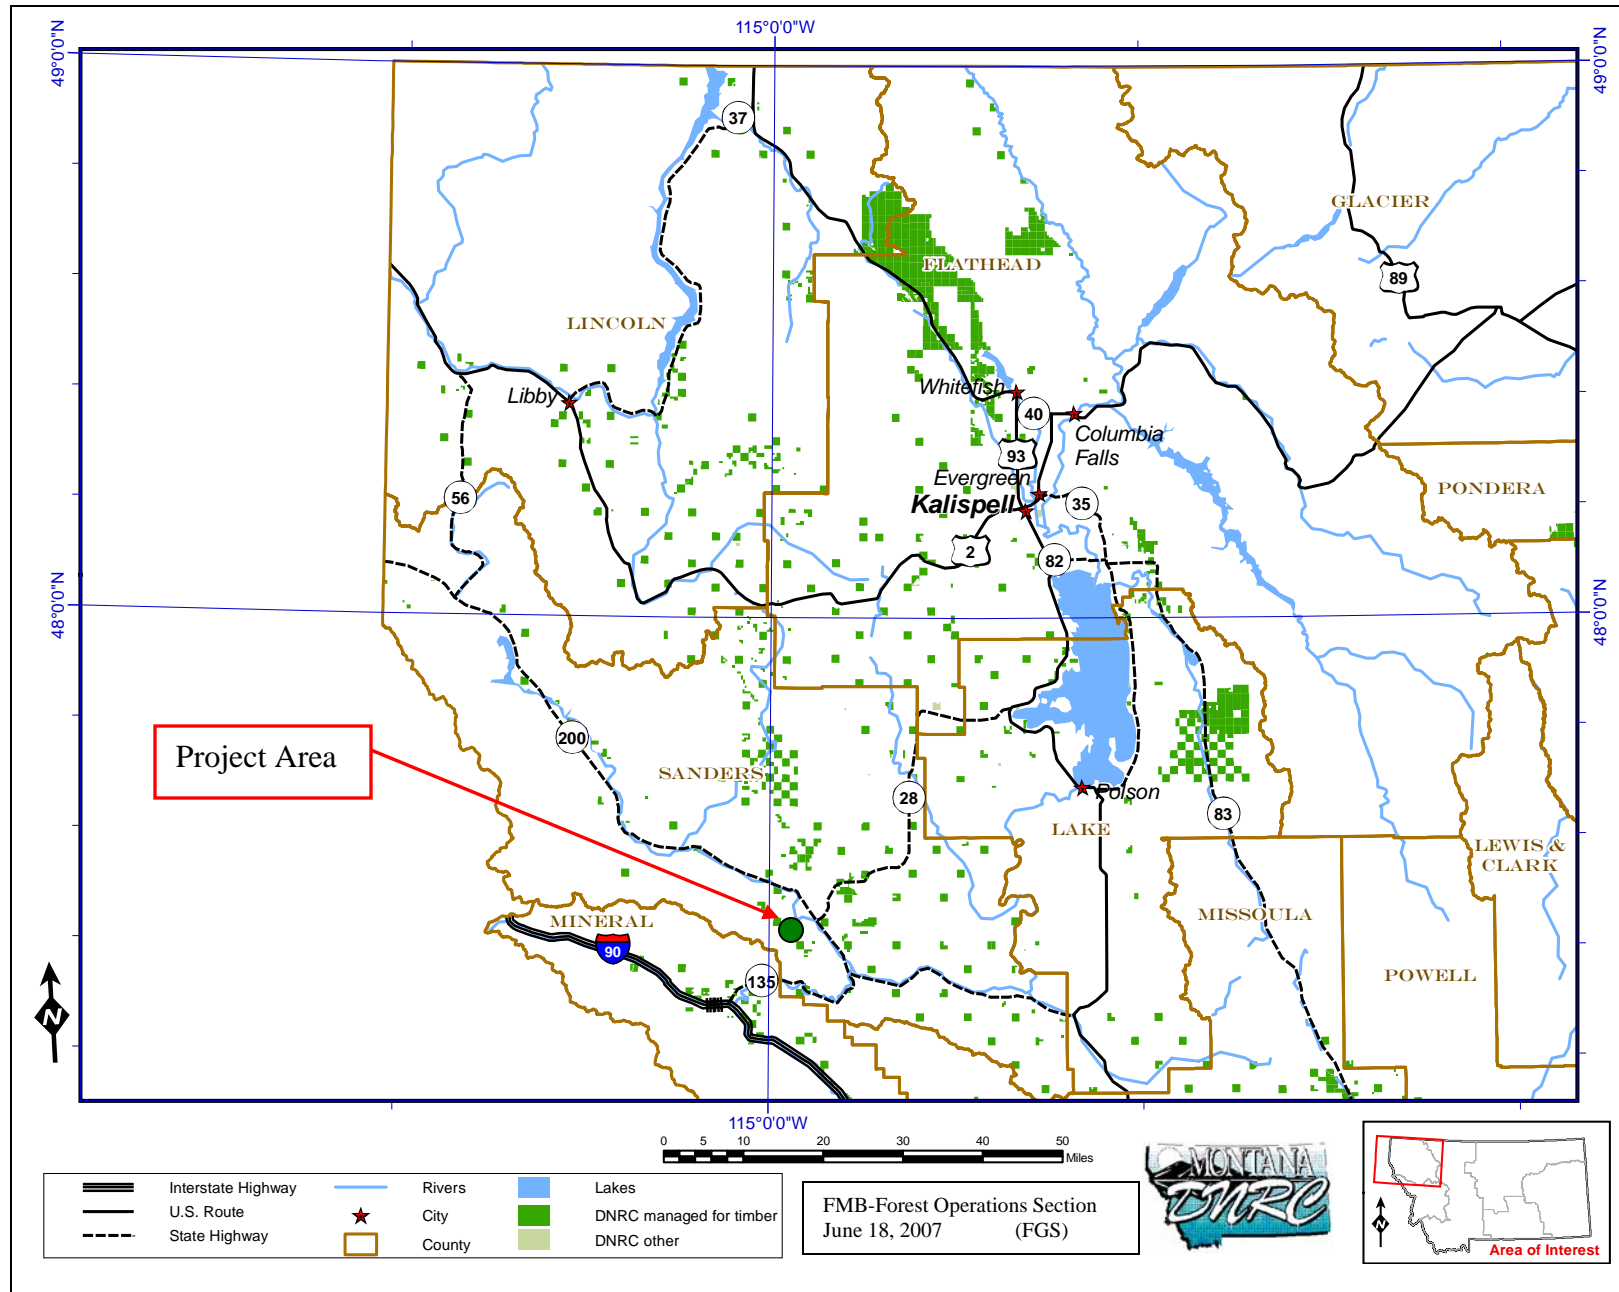 115°0'0"W
49°0'0"N
49°0'0"N
37
GLACIER
FLATHEAD
89
LINCOLN
Whitefish
Libby
40
Columbia
Falls
93
Evergreen
PONDERA
56
Kalispell
35
2
82
48°0'0"N
48°0'0"N
200
Project Area
SANDERS
28
Polson
83
LAKE
LEWIS &
CLARK
MINERAL
MISSOULA
90
POWELL
135
N
115°0'0"W
0 5 10 20 30 40 50
Miles
Interstate Highway
U.S. Route
State Highway
Rivers
City
County
Lakes
DNRC managed for timber
DNRC other
FMB-Forest Operations Section
June 18, 2007 (FGS)
MONTANA
DNRC
N
Area of Interest